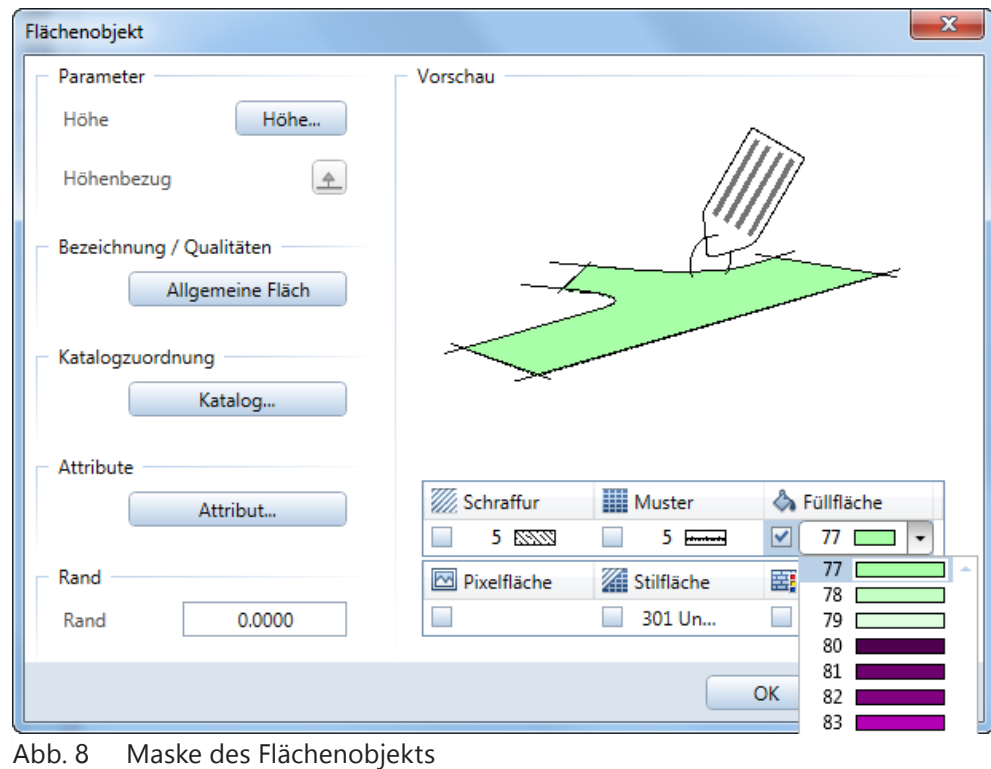 Flächenobjekt
Parameter
Höhe
Höhe...
Höhenbezug
Bezeichnung / Qualitäten
Allgemeine Fläch
Katalogzuordnung
Katalog...
Attribute
Attribut...
Rand
Rand 0.0000
Vorschau
Schraffur Muster Füllfläche
5 5 77
Pixelfläche Stilfläche
301 Un...
77
78
79
80
81
82
83
OK
Abb. 8 Maske des Flächenobjekts